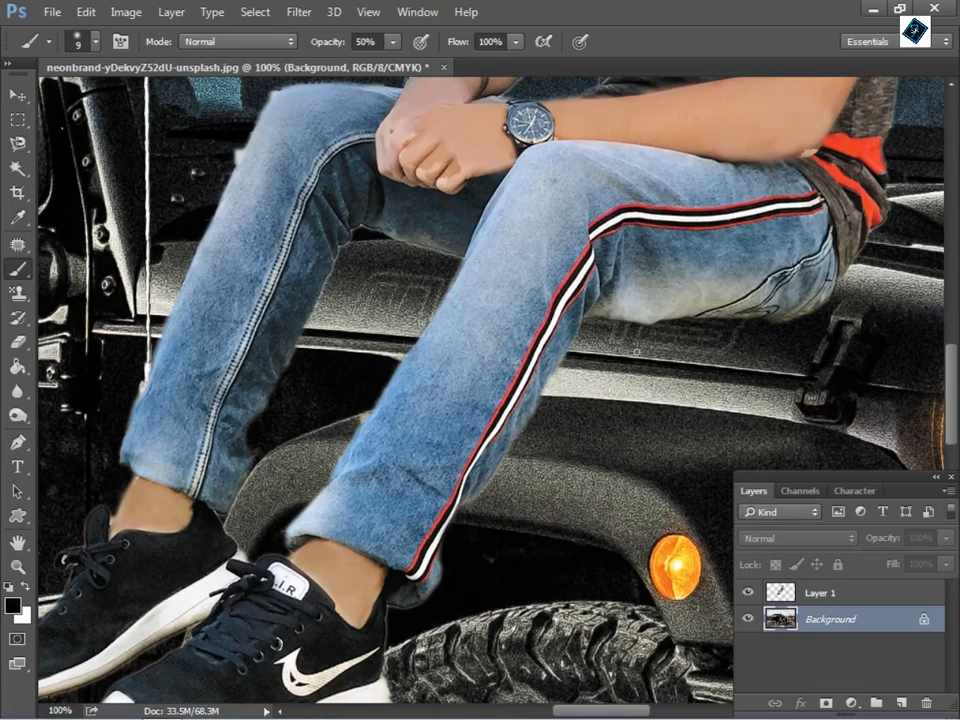 Ps File Edit Image Layer Type Select Filter 3D View Window Help
9 Mode: Normal Opacity: 50% Flow: 100% Essentials
neonbrand-yDekvyZ52dU-unsplash.jpg @ 100% (Background, RGB/8/CMYK) * ×
Layers Channels Character
Kind
Normal Opacity: 100%
Lock: Fill: 100%
Layer 1
Background
.I.R
100% Doc: 33.5M/68.3M